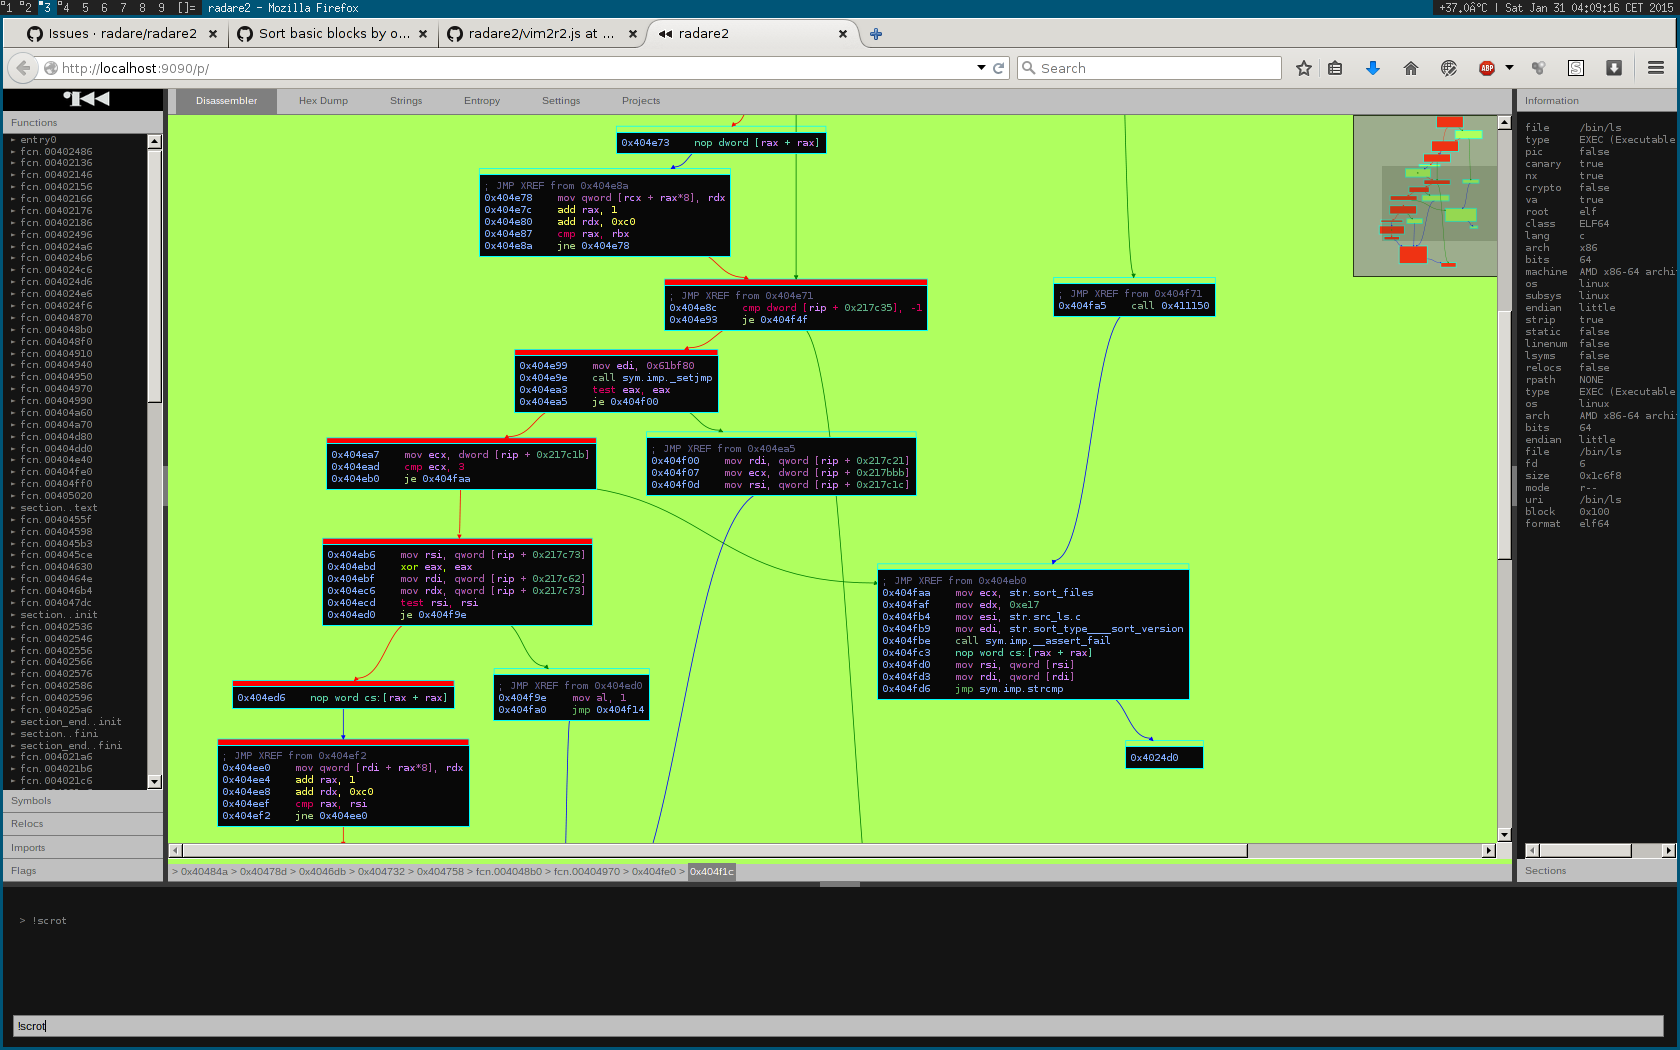 1 2 3 4 5 6 7 8 9 []= radare2 - Mozilla Firefox
+37.0Â°C | Sat Jan 31 04:09:16 CET 2015
Issues · radare/radare2
Sort basic blocks by o...
radare2/vim2r2.js at ...
radare2
http://localhost:9090/p/
Search
ABP
S
Disassembler Hex Dump Strings Entropy Settings Projects
Functions
entry0
fcn.00402486
fcn.00402136
fcn.00402146
fcn.00402156
fcn.00402166
fcn.00402176
fcn.00402186
fcn.00402496
fcn.004024a6
fcn.004024b6
fcn.004024c6
fcn.004024d6
fcn.004024e6
fcn.004024f6
fcn.00404870
fcn.004048b0
fcn.004048f0
fcn.00404910
fcn.00404940
fcn.00404950
fcn.00404970
fcn.00404990
fcn.00404a60
fcn.00404a70
fcn.00404d80
fcn.00404dd0
fcn.00404e40
fcn.00404fe0
fcn.00404ff0
fcn.00405020
section..text
fcn.0040455f
fcn.00404598
fcn.004045b3
fcn.004045ce
fcn.00404630
fcn.0040464e
fcn.004046b4
fcn.004047dc
section..init
fcn.00402536
fcn.00402546
fcn.00402556
fcn.00402566
fcn.00402576
fcn.00402586
fcn.00402596
fcn.004025a6
section_end..init
section..fini
section_end..fini
fcn.004021a6
fcn.004021b6
fcn.004021c6
Symbols
Relocs
Imports
Flags
0x404e73 nop dword [rax + rax]
; JMP XREF from 0x404e8a
0x404e78 mov qword [rcx + rax*8], rdx
0x404e7c add rax, 1
0x404e80 add rdx, 0xc0
0x404e87 cmp rax, rbx
0x404e8a jne 0x404e78
; JMP XREF from 0x404e71
0x404e8c cmp dword [rip + 0x217c35], -1
0x404e93 je 0x404f4f
; JMP XREF from 0x404f71
0x404fa5 call 0x411150
0x404e99 mov edi, 0x61bf80
0x404e9e call sym.imp._setjmp
0x404ea3 test eax, eax
0x404ea5 je 0x404f00
0x404ea7 mov ecx, dword [rip + 0x217c1b]
0x404ead cmp ecx, 3
0x404eb0 je 0x404faa
; JMP XREF from 0x404ea5
0x404f00 mov rdi, qword [rip + 0x217c21]
0x404f07 mov ecx, dword [rip + 0x217bbb]
0x404f0d mov rsi, qword [rip + 0x217c1c]
0x404eb6 mov rsi, qword [rip + 0x217c73]
0x404ebd xor eax, eax
0x404ebf mov rdi, qword [rip + 0x217c62]
0x404ec6 mov rdx, qword [rip + 0x217c73]
0x404ecd test rsi, rsi
0x404ed0 je 0x404f9e
; JMP XREF from 0x404eb0
0x404faa mov ecx, str.sort_files
0x404faf mov edx, 0xe17
0x404fb4 mov esi, str.src_ls.c
0x404fb9 mov edi, str.sort_type____sort_version
0x404fbe call sym.imp.__assert_fail
0x404fc3 nop word cs:[rax + rax]
0x404fd0 mov rsi, qword [rsi]
0x404fd3 mov rdi, qword [rdi]
0x404fd6 jmp sym.imp.strcmp
0x404ed6 nop word cs:[rax + rax]
; JMP XREF from 0x404ed0
0x404f9e mov al, 1
0x404fa0 jmp 0x404f14
; JMP XREF from 0x404ef2
0x404ee0 mov qword [rdi + rax*8], rdx
0x404ee4 add rax, 1
0x404ee8 add rdx, 0xc0
0x404eef cmp rax, rsi
0x404ef2 jne 0x404ee0
0x4024d0
> 0x40484a > 0x40478d > 0x4046db > 0x404732 > 0x404758 > fcn.004048b0 > fcn.00404970 > 0x404fe0 > 0x404f1c
Information
file /bin/ls
type EXEC (Executable
pic false
canary true
nx true
crypto false
va true
root elf
class ELF64
lang c
arch x86
bits 64
machine AMD x86-64 archi
os linux
subsys linux
endian little
strip true
static false
linenum false
lsyms false
relocs false
rpath NONE
type EXEC (Executable
os linux
arch AMD x86-64 archi
bits 64
endian little
file /bin/ls
fd 6
size 0x1c6f8
mode r--
uri /bin/ls
block 0x100
format elf64
Sections
> !scrot
!scrot